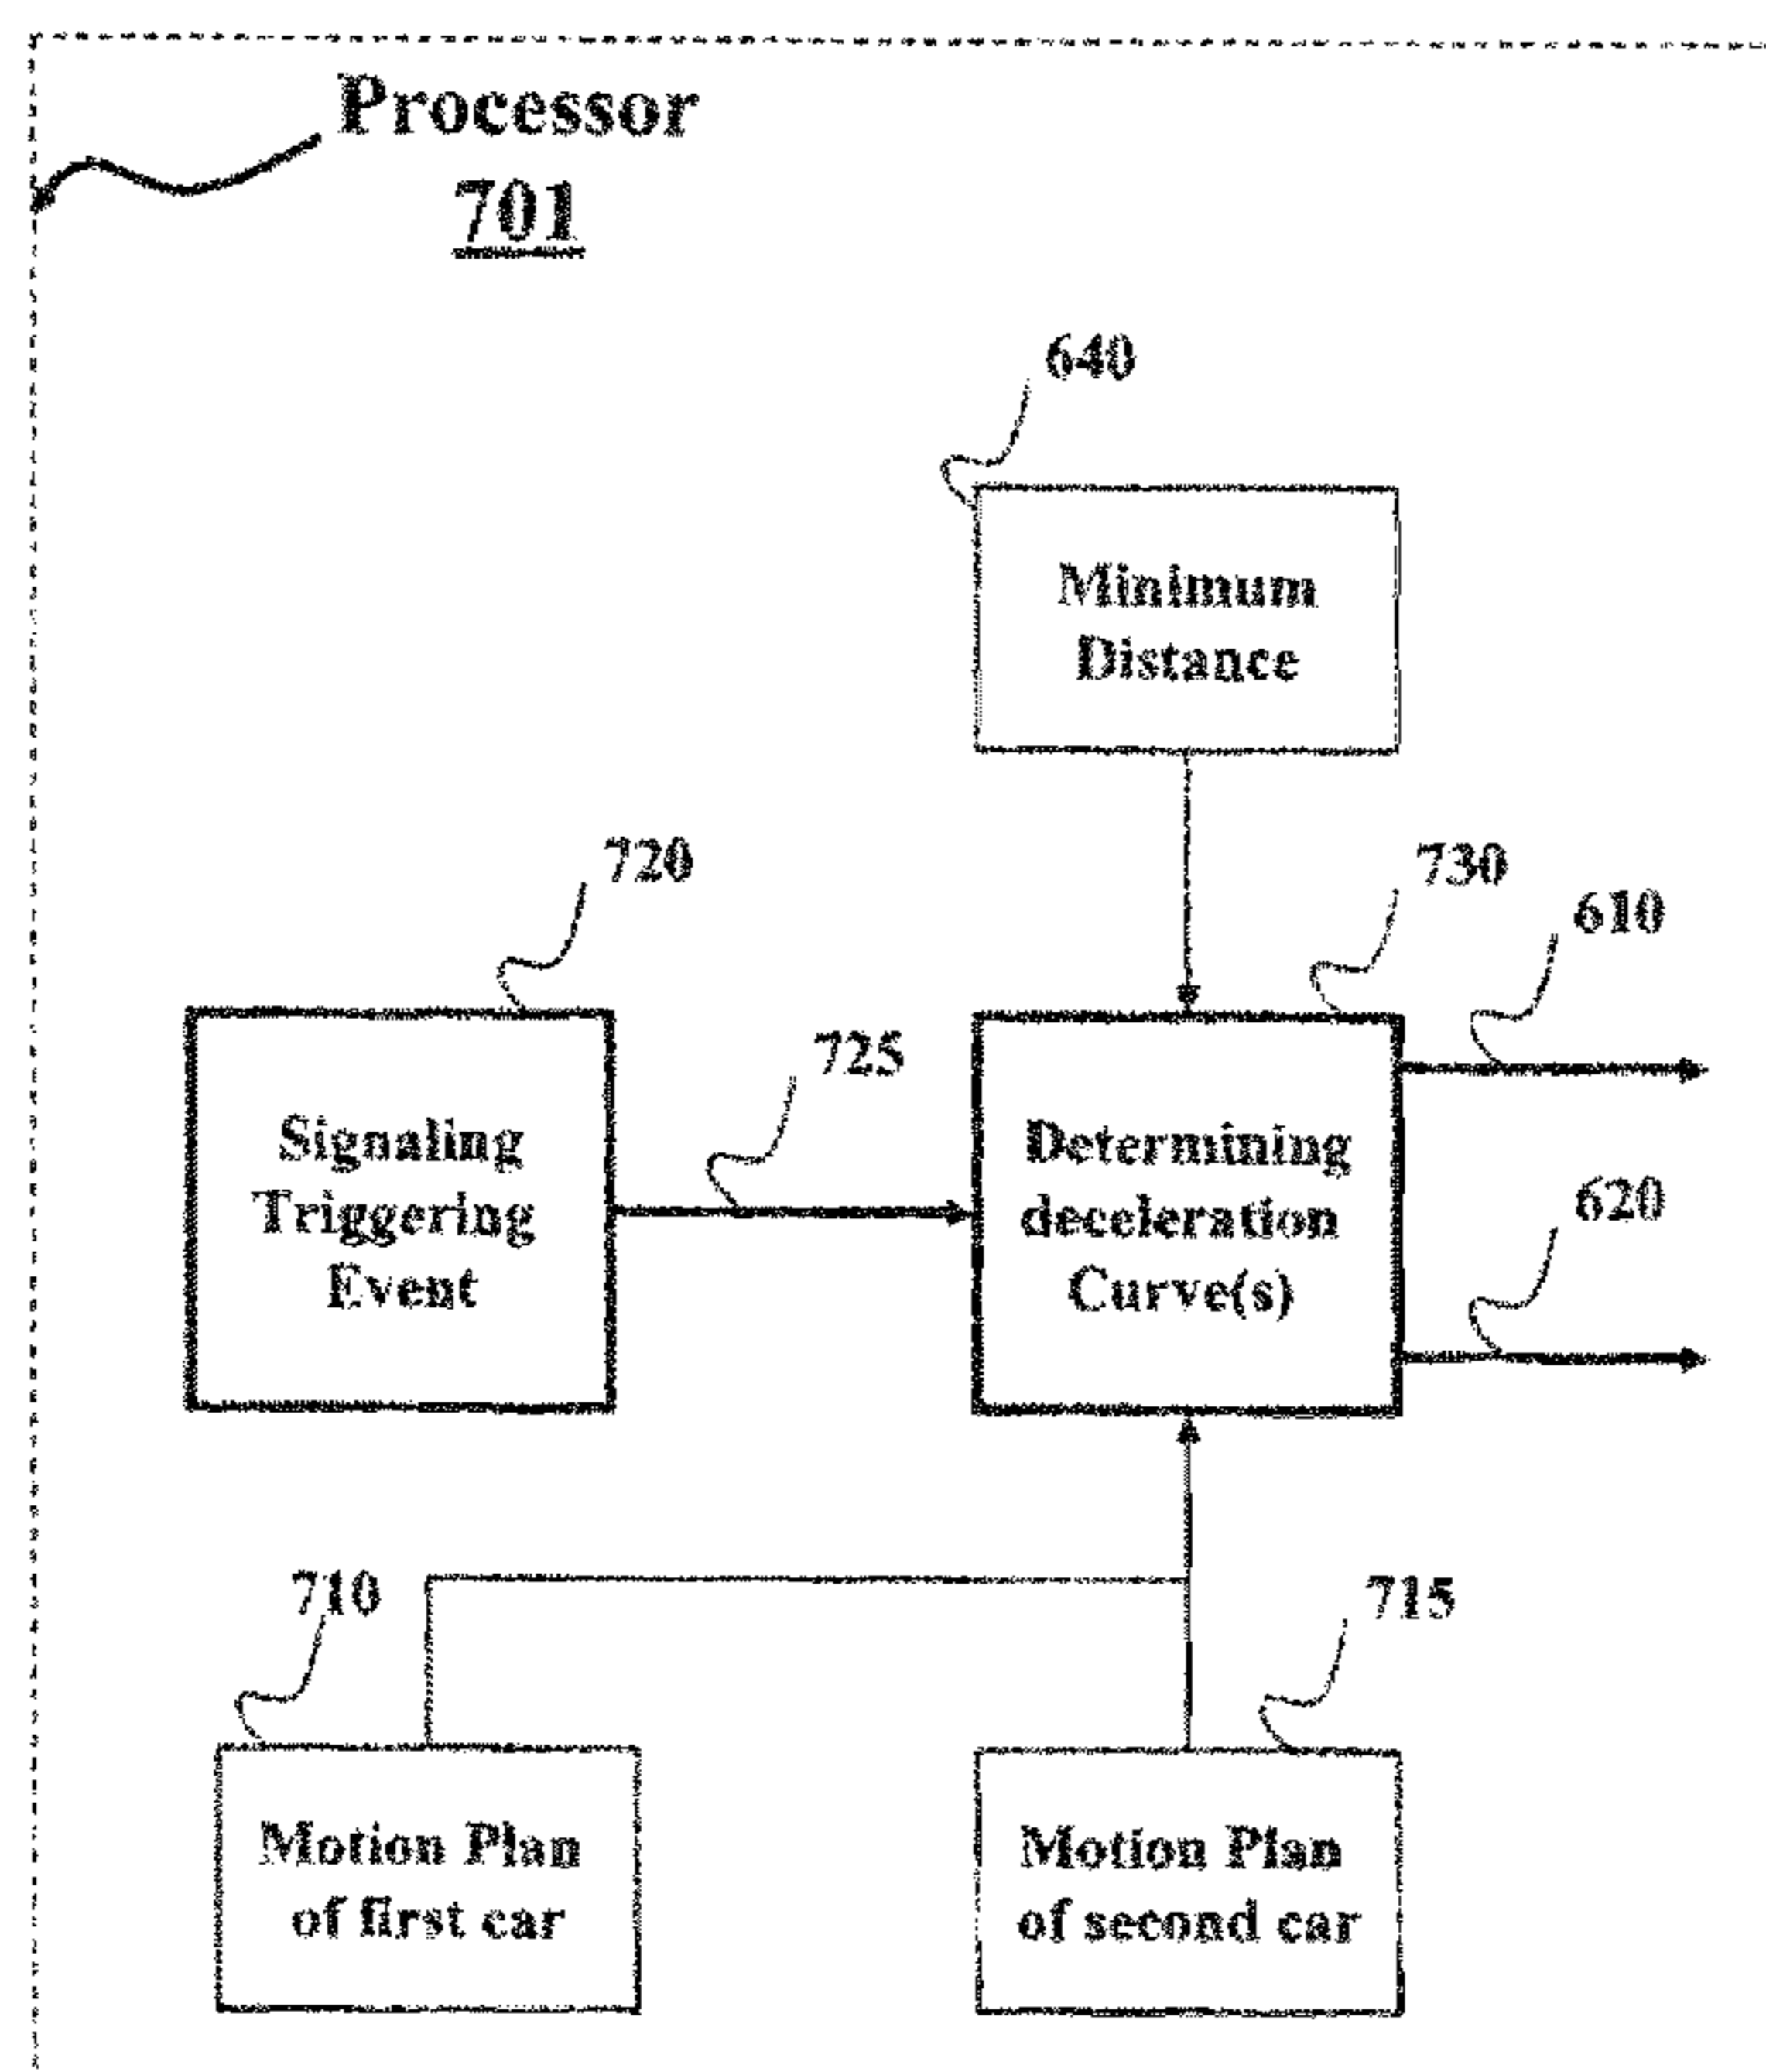 Processor
701
640
Minimum
Distance
720
730
610
725
Signaling
Triggering
Event
Determining
deceleration
Curve(s)
620
710
715
Motion Plan
of first car
Motion Plan
of second car